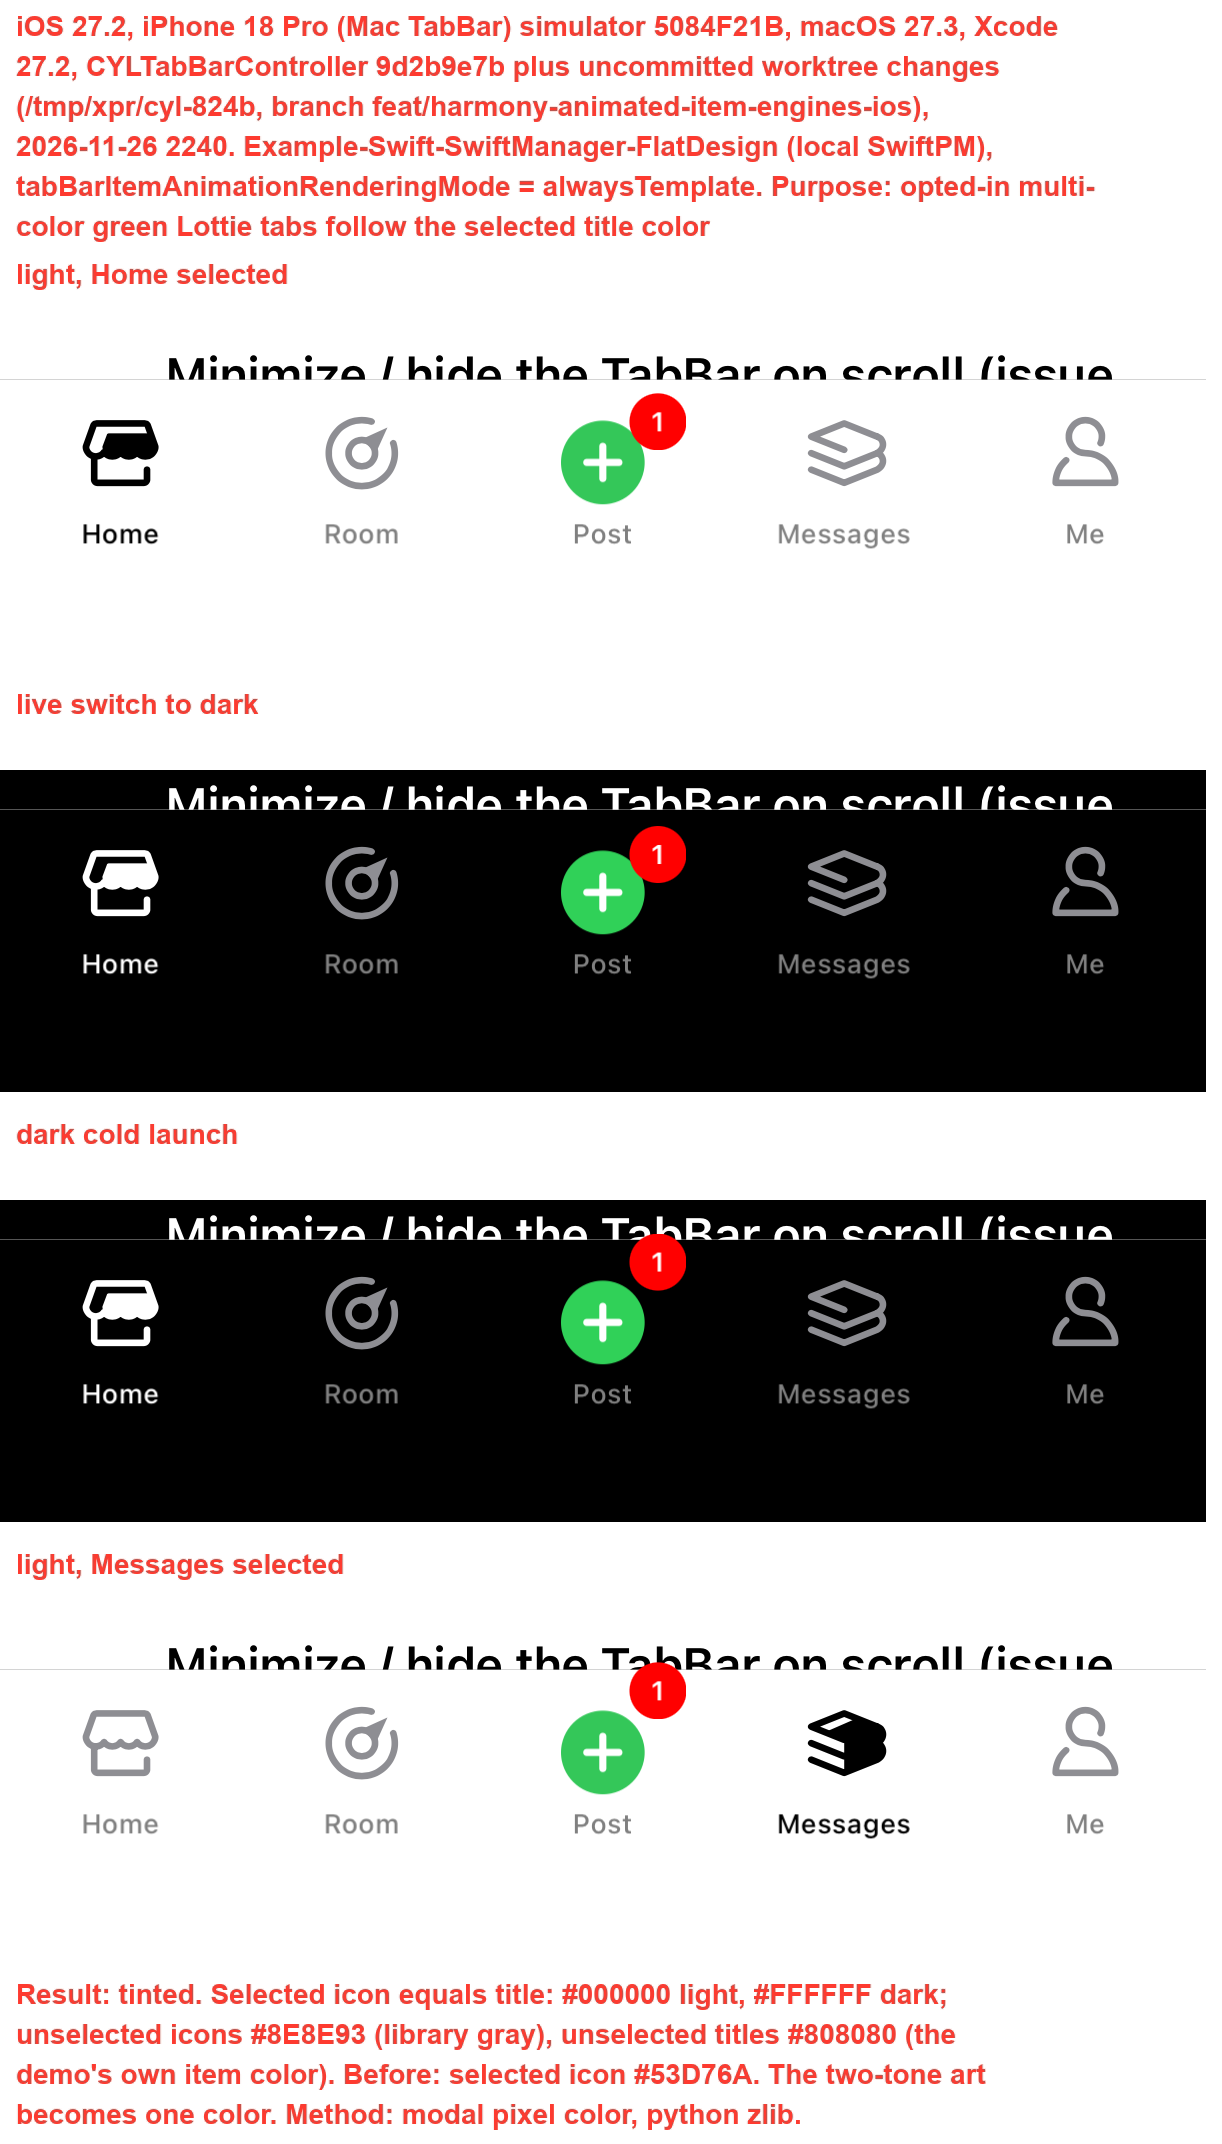 iOS 27.2, iPhone 18 Pro (Mac TabBar) simulator 5084F21B, macOS 27.3, Xcode
27.2, CYLTabBarController 9d2b9e7b plus uncommitted worktree changes
(/tmp/xpr/cyl-824b, branch feat/harmony-animated-item-engines-ios),
2026-11-26 2240. Example-Swift-SwiftManager-FlatDesign (local SwiftPM),
tabBarItemAnimationRenderingMode = alwaysTemplate. Purpose: opted-in multi-
color green Lottie tabs follow the selected title color
light, Home selected
Minimize / hide the TabBar on scroll (issue
1
Home Room Post Messages Me
live switch to dark
Minimize / hide the TabBar on scroll (issue
1
Home Room Post Messages Me
dark cold launch
Minimize / hide the TabBar on scroll (issue
1
Home Room Post Messages Me
light, Messages selected
Minimize / hide the TabBar on scroll (issue
1
Home Room Post Messages Me
Result: tinted. Selected icon equals title: #000000 light, #FFFFFF dark;
unselected icons #8E8E93 (library gray), unselected titles #808080 (the
demo's own item color). Before: selected icon #53D76A. The two-tone art
becomes one color. Method: modal pixel color, python zlib.